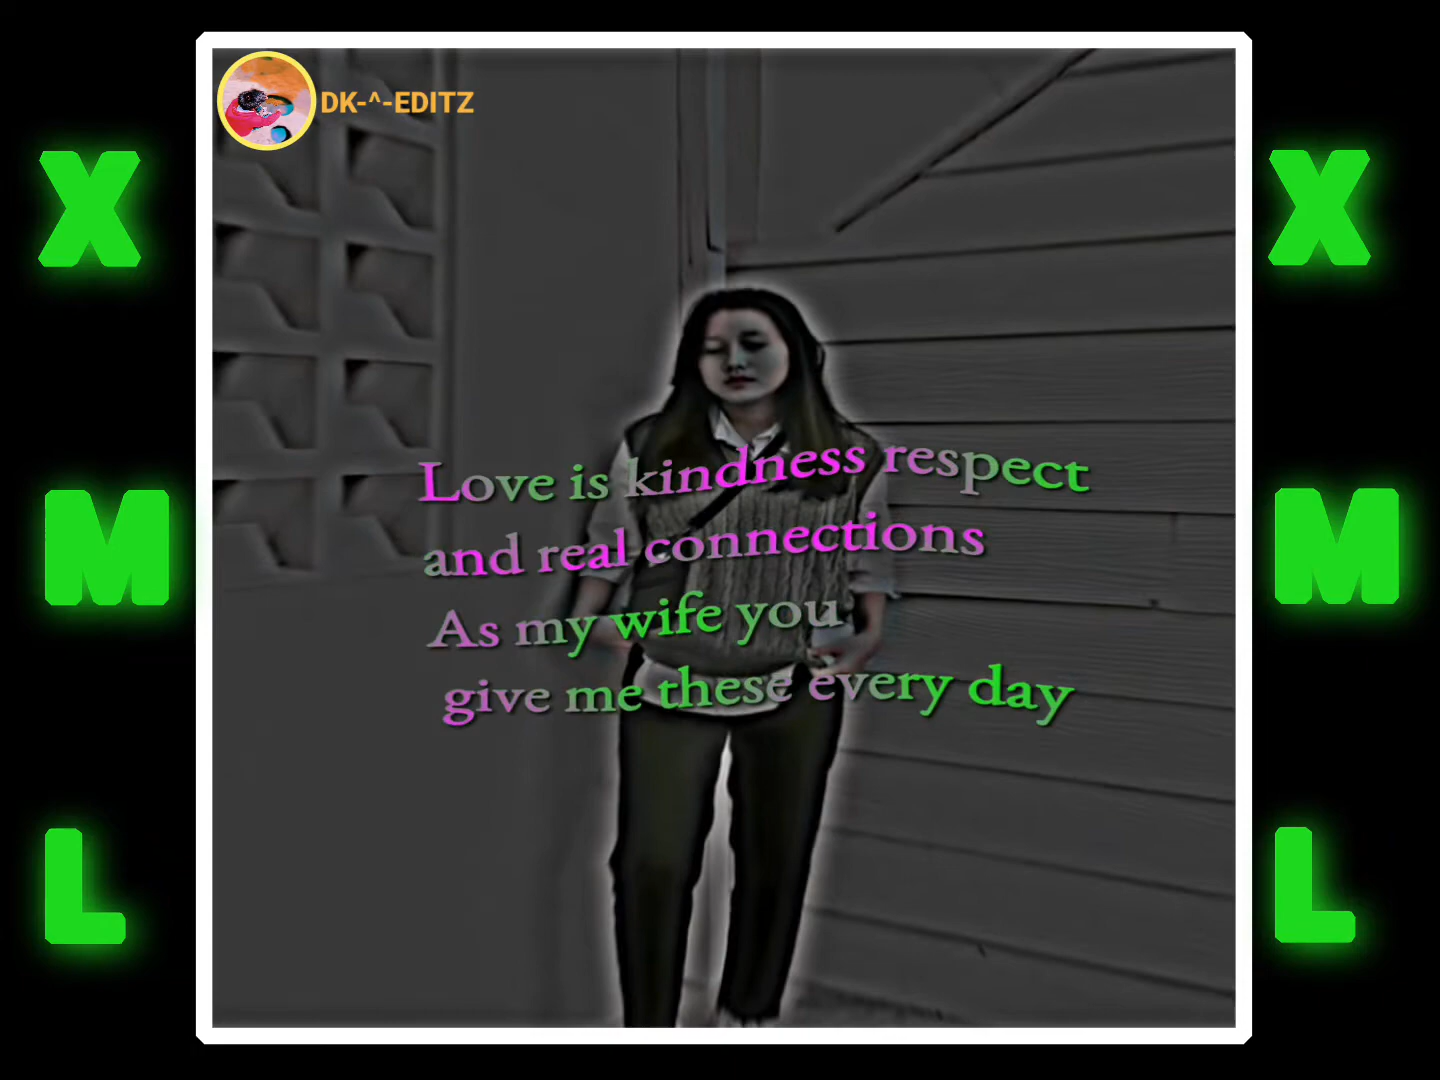 DK-^-EDITZ
X
M
L
Love is kindness respect
and real connections
As my wife you
give me these every day
X
M
L